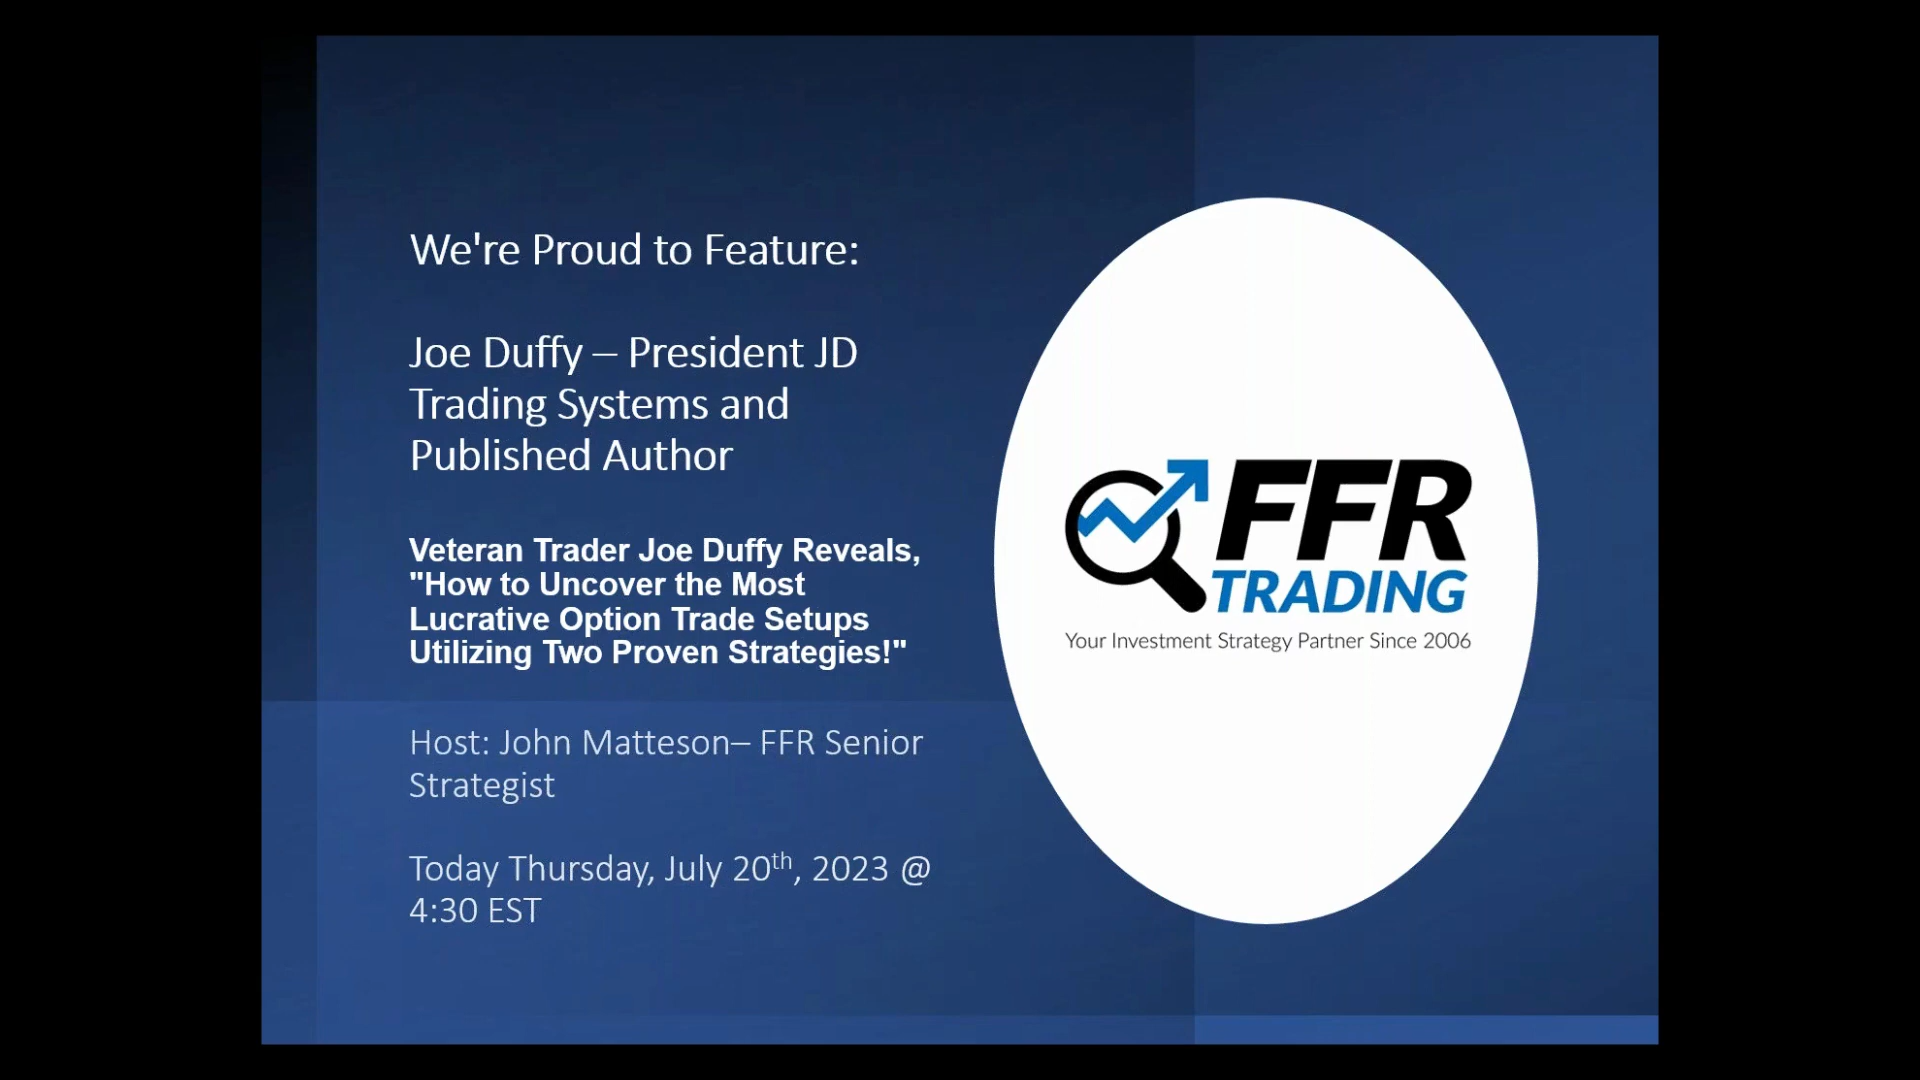 We're Proud to Feature:
Joe Duffy – President JD
Trading Systems and
Published Author
Veteran Trader Joe Duffy Reveals,
"How to Uncover the Most
Lucrative Option Trade Setups
Utilizing Two Proven Strategies!"
Host: John Matteson– FFR Senior
Strategist
Today Thursday, July 20th, 2023 @
4:30 EST
FFR
TRADING
Your Investment Strategy Partner Since 2006